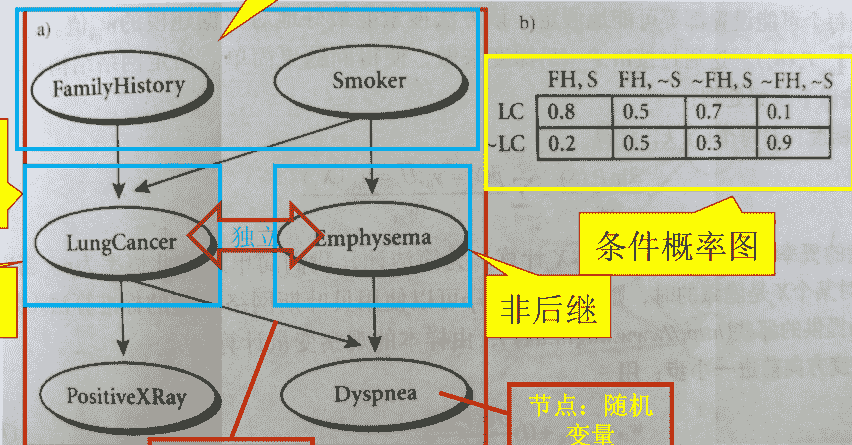 a)
b)
FamilyHistory
Smoker
FH, S FH, ~S ~FH, S ~FH, ~S
LC 0.8 0.5 0.7 0.1
~LC 0.2 0.5 0.3 0.9
LungCancer
独立
Emphysema
条件概率图
非后继
PositiveXRay
Dyspnea
节点：随机
变量